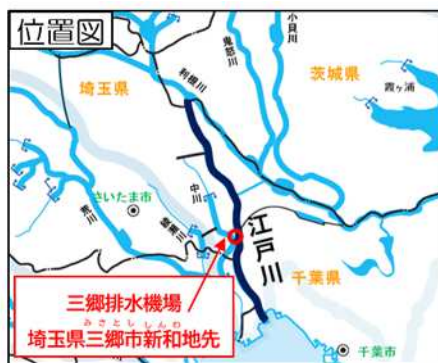 位置図
小貝川
鬼怒川
茨城県
利根川
埼玉県
霞ヶ浦
中川
さいたま市
荒川
綾瀬川
江戸川
千葉県
三郷排水機場
みさとし しんわ
埼玉県三郷市新和地先
千葉市